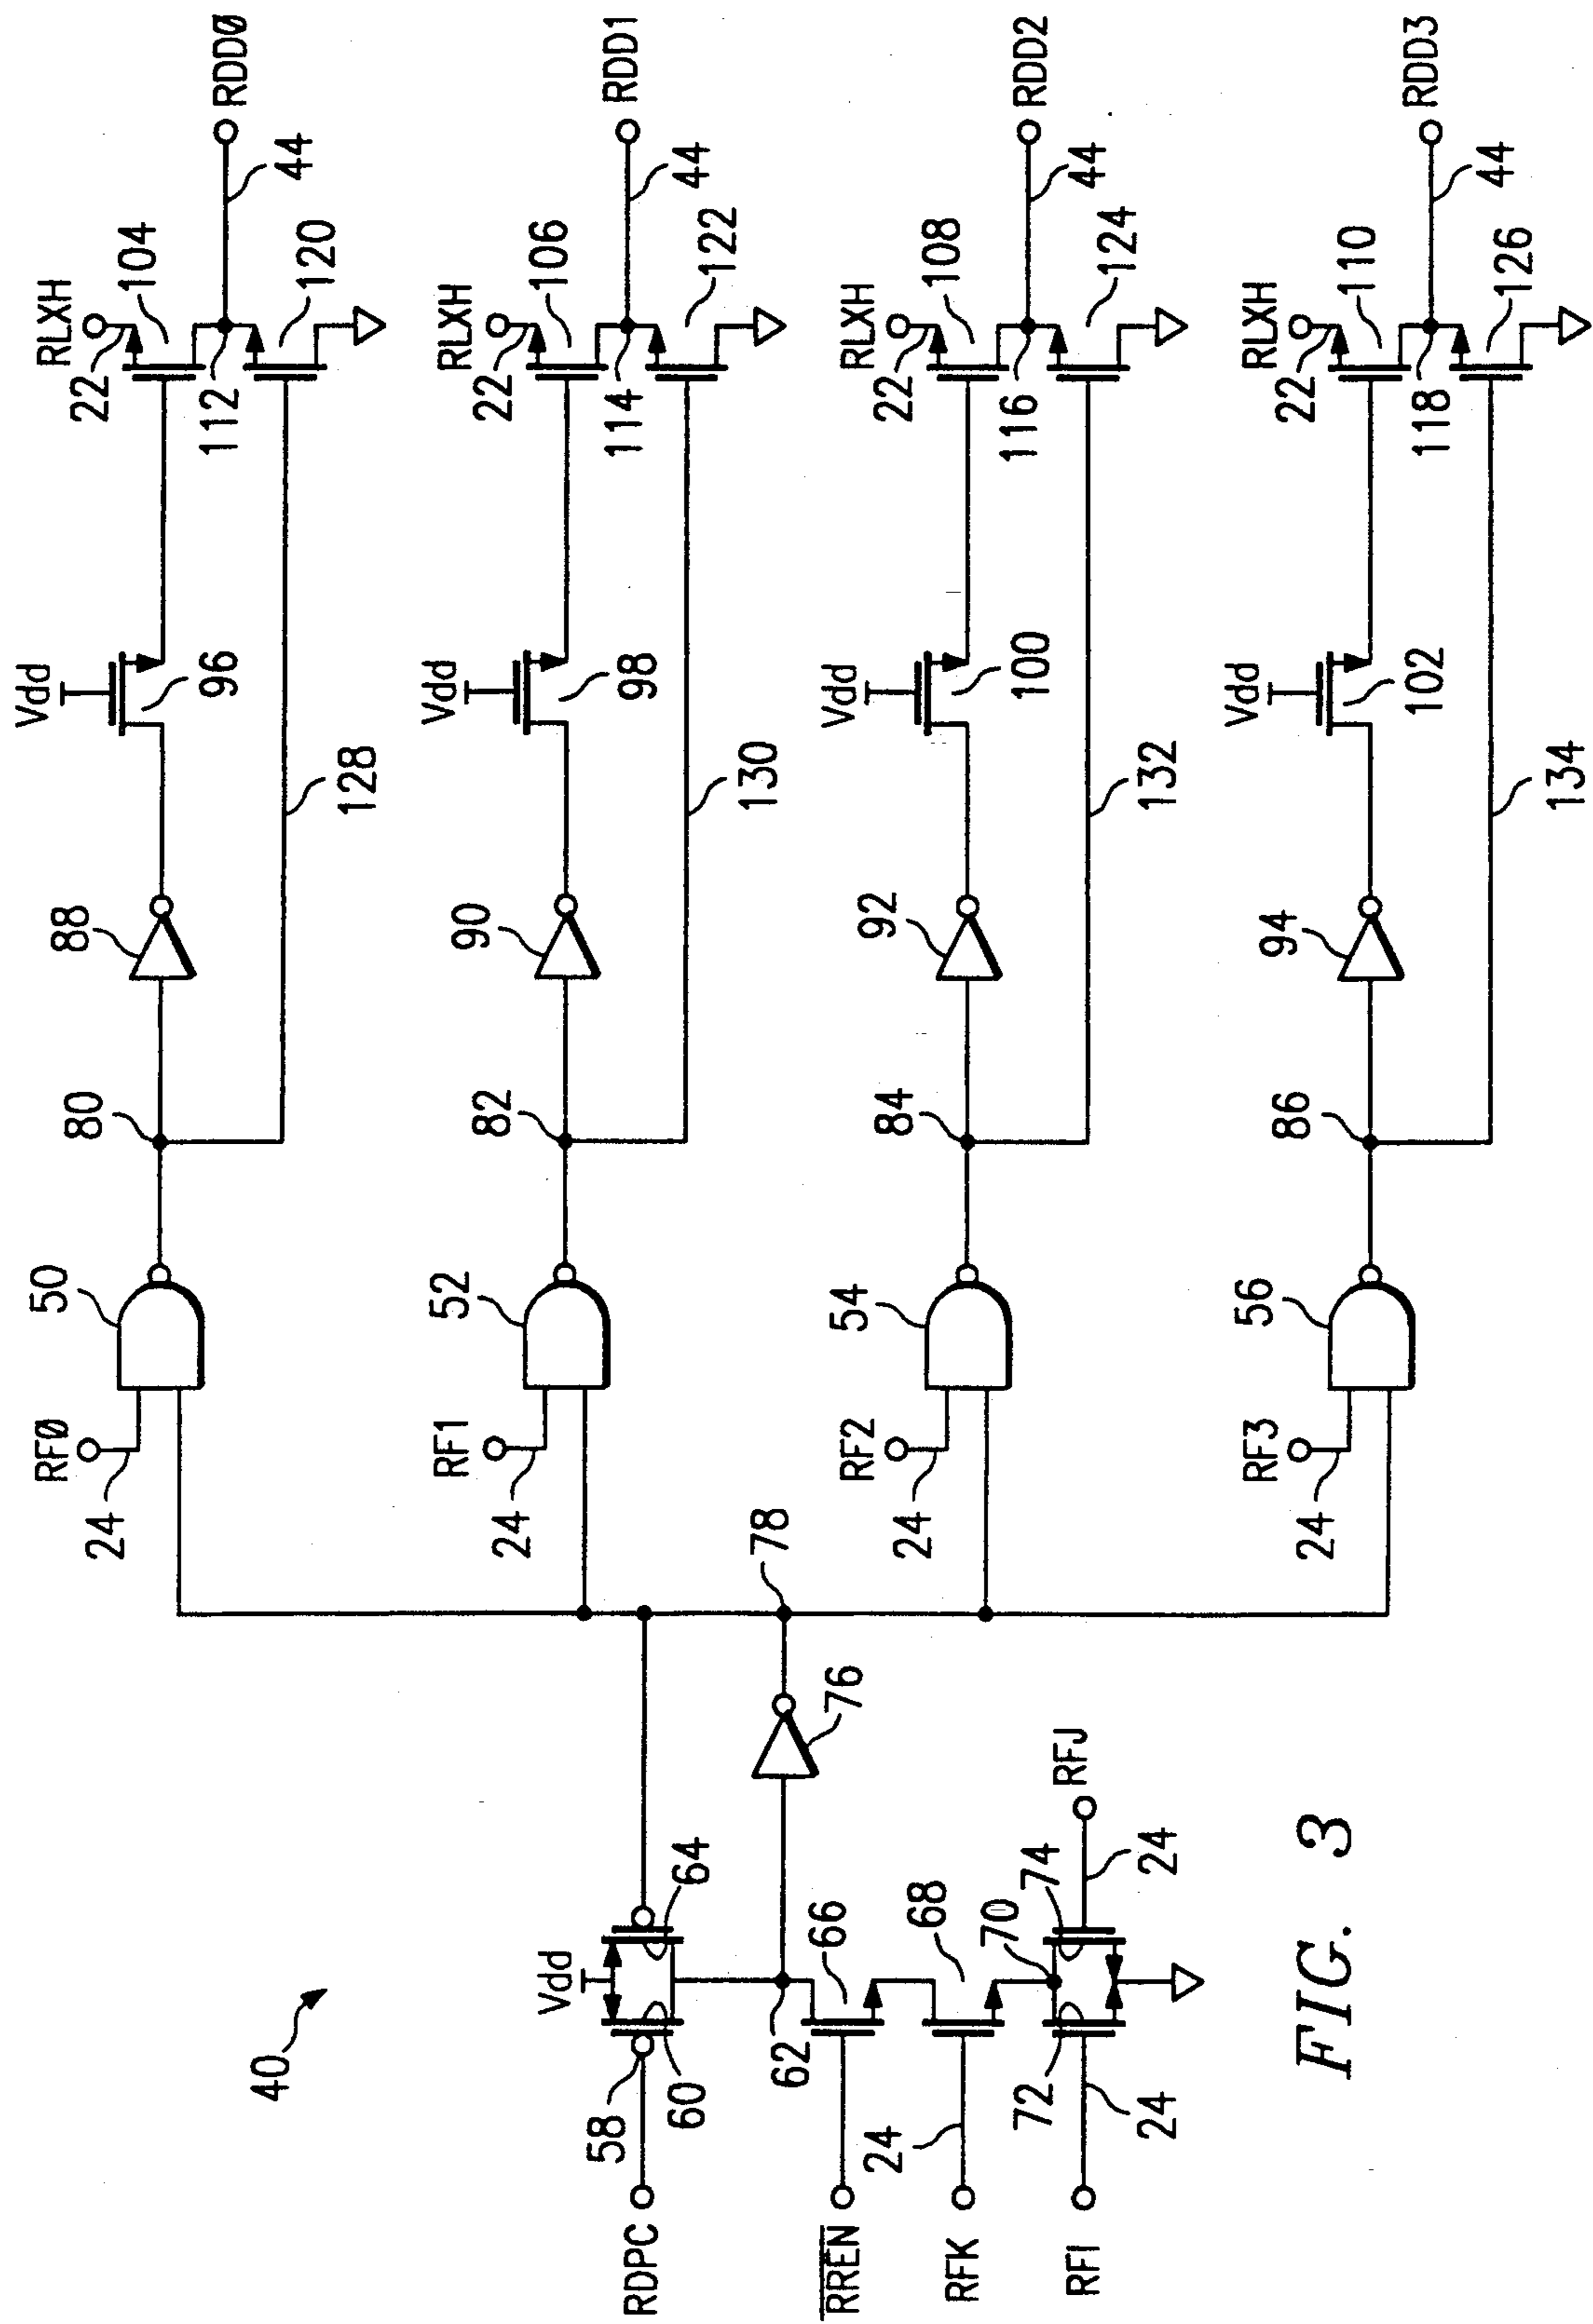 40
RDPC
58
60
Vdd
64
62
66
RREN
24
RFK
68
70
72
74
24
RFI
24
RFJ
76
78
RFØ
24
50
80
88
Vdd
96
128
RLXH
22
104
112
120
44
RDDØ
RF1
24
52
82
90
Vdd
98
130
RLXH
22
106
114
122
44
RDD1
RF2
24
54
84
92
Vdd
100
132
RLXH
22
108
116
124
44
RDD2
RF3
24
56
86
94
Vdd
102
134
RLXH
22
110
118
126
44
RDD3
FIG. 3